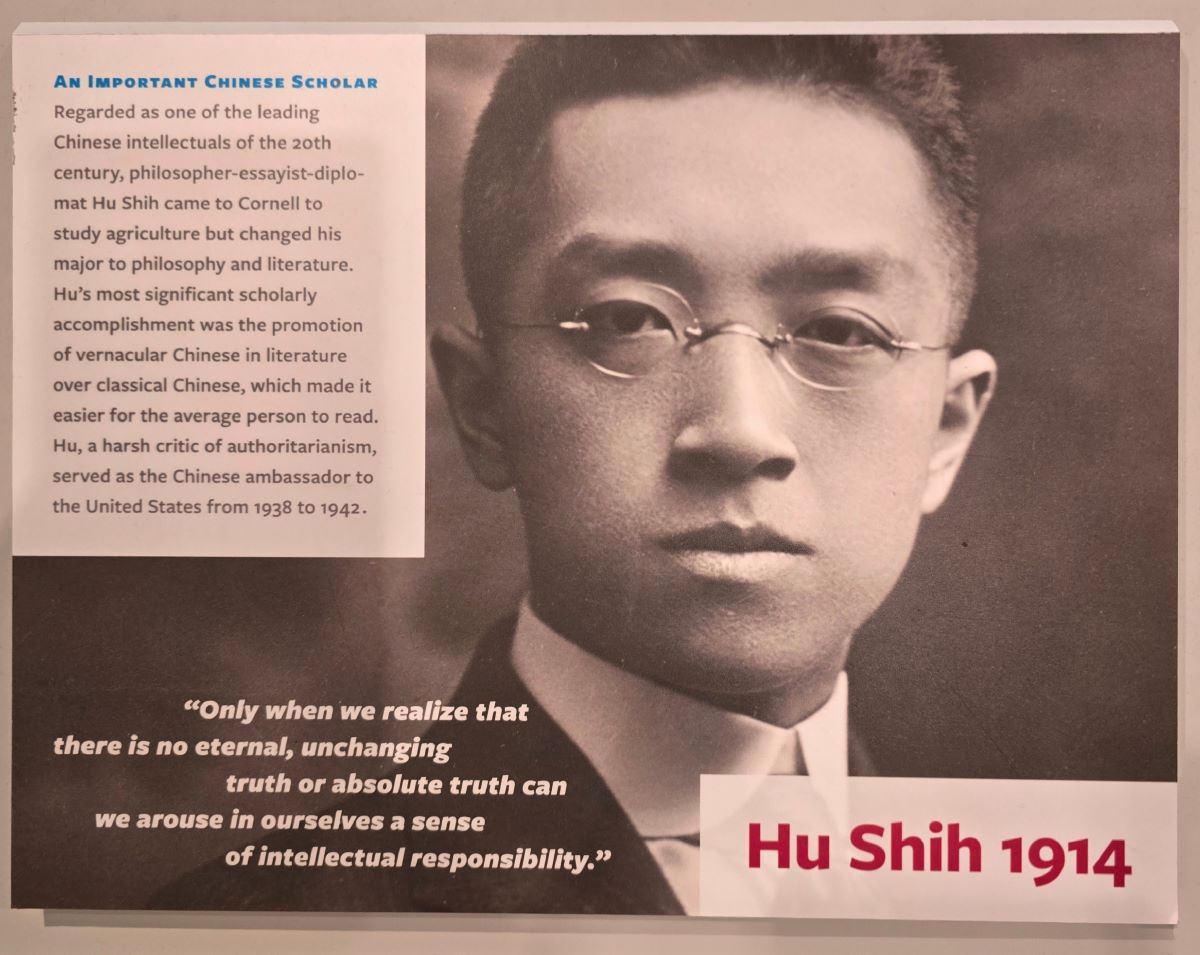 An Important Chinese Scholar
Regarded as one of the leading
Chinese intellectuals of the 20th
century, philosopher-essayist-diplo-
mat Hu Shih came to Cornell to
study agriculture but changed his
major to philosophy and literature.
Hu's most significant scholarly
accomplishment was the promotion
of vernacular Chinese in literature
over classical Chinese, which made it
easier for the average person to read.
Hu, a harsh critic of authoritarianism,
served as the Chinese ambassador to
the United States from 1938 to 1942.
“Only when we realize that
there is no eternal, unchanging
truth or absolute truth can
we arouse in ourselves a sense
of intellectual responsibility.”
Hu Shih 1914